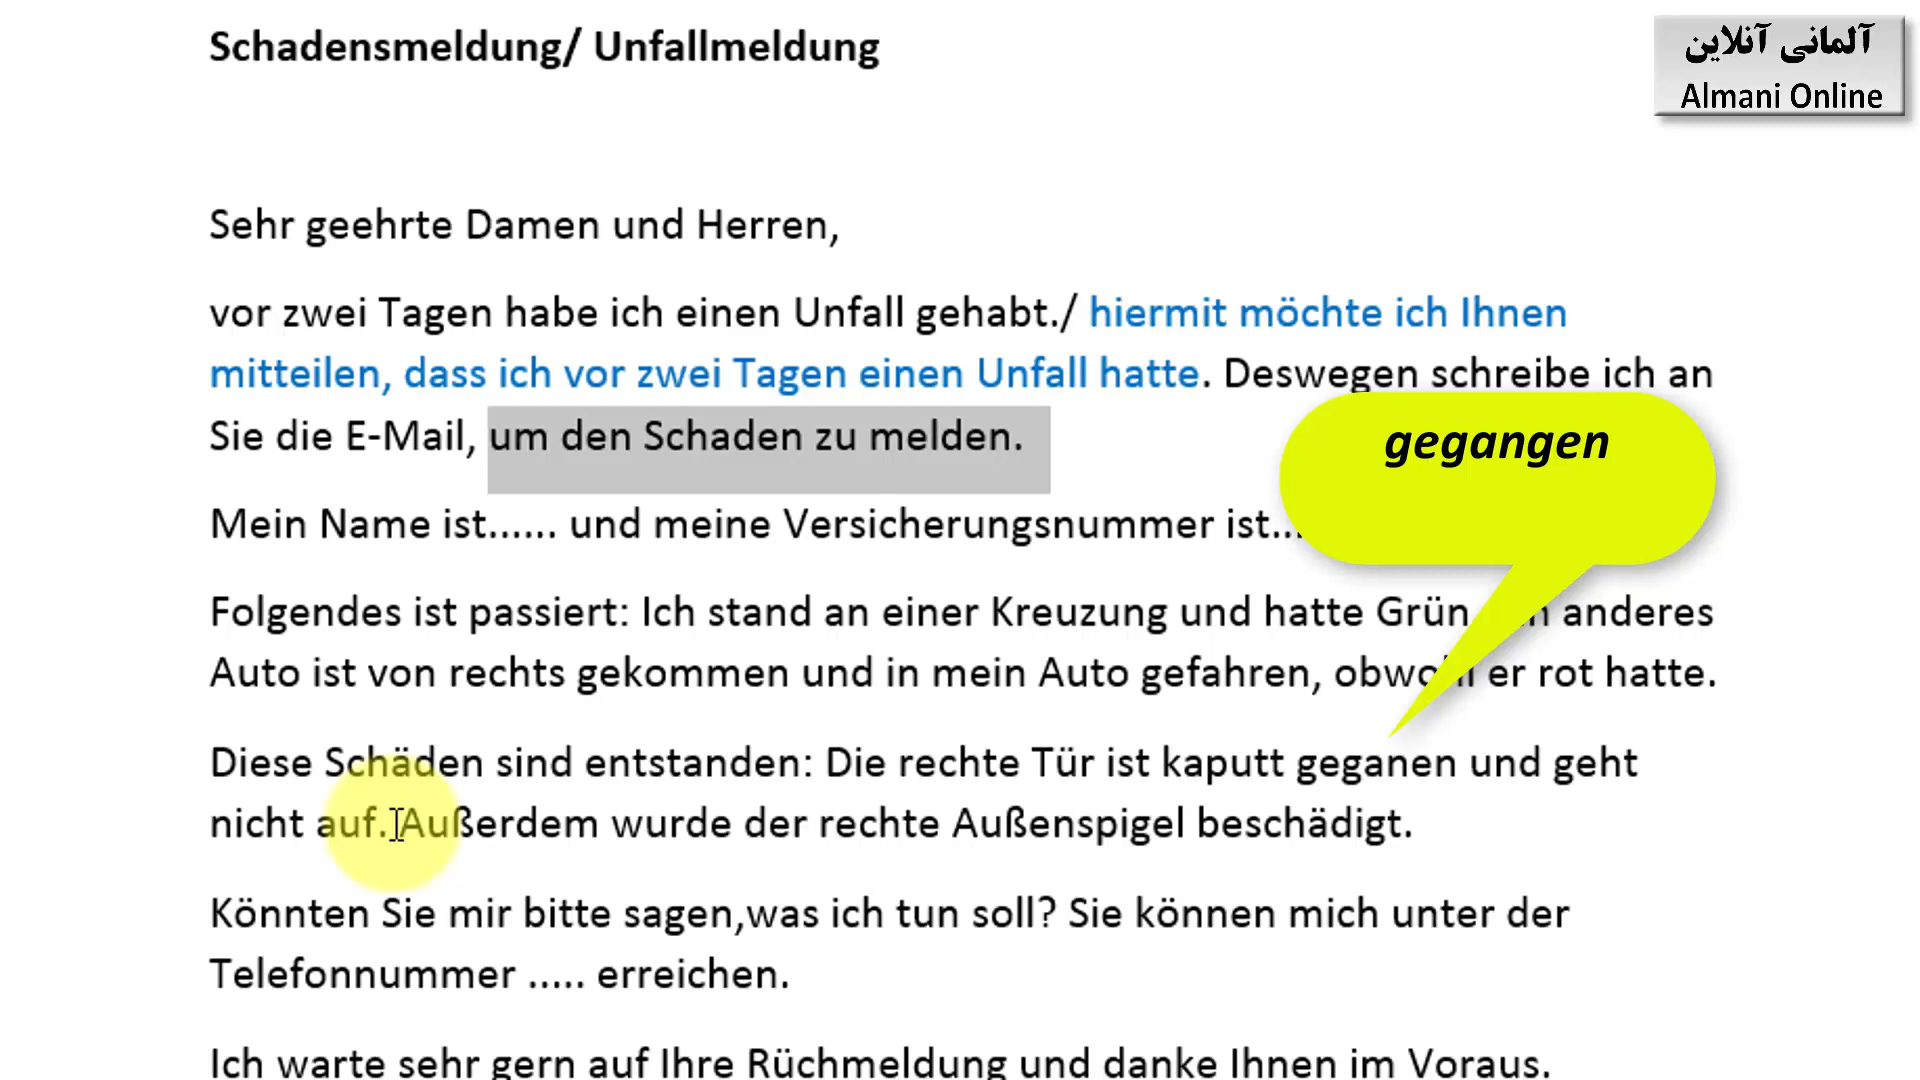 Schadensmeldung/ Unfallmeldung
آلمانی آنلاین
Almani Online
Sehr geehrte Damen und Herren,
vor zwei Tagen habe ich einen Unfall gehabt./ hiermit möchte ich Ihnen
mitteilen, dass ich vor zwei Tagen einen Unfall hatte. Deswegen schreibe ich an
Sie die E-Mail, um den Schaden zu melden.
gegangen
Mein Name ist...... und meine Versicherungsnummer ist...
Folgendes ist passiert: Ich stand an einer Kreuzung und hatte Grün anderes
Auto ist von rechts gekommen und in mein Auto gefahren, er rot hatte.
Diese Schäden sind entstanden: Die rechte Tür ist kaputt geganen und geht
nicht auf. Außerdem wurde der rechte Außenspigel beschädigt.
Könnten Sie mir bitte sagen,was ich tun soll? Sie können mich unter der
Telefonnummer ..... erreichen.
Ich warte sehr gern auf Ihre Rüchmeldung und danke Ihnen im Voraus.